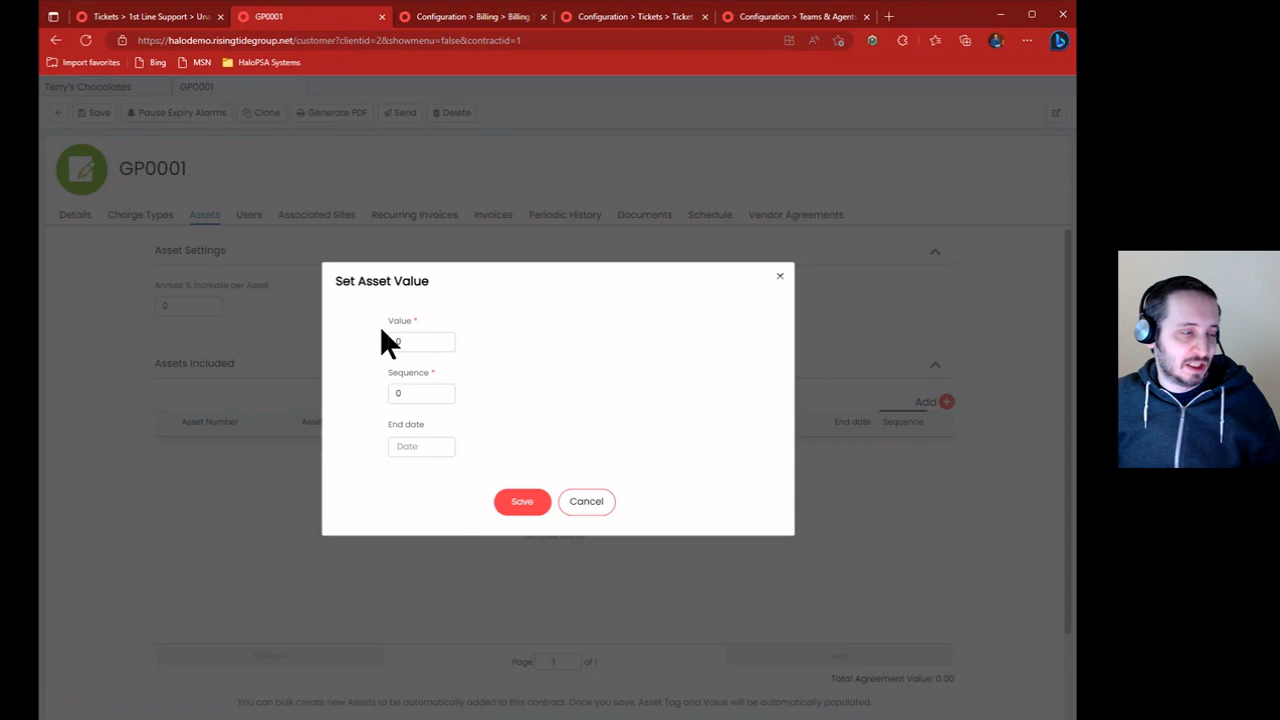 Tickets > 1st Line Support > Una
GP0001
Configuration > Billing > Billing
Configuration > Tickets > Ticket
Configuration > Teams & Agents
https://halodemo.risingtidegroup.net/customer?clientid=2&showmenu=false&contractid=1
Import favorites
Bing
MSN
HaloPSA Systems
Terry's Chocolates
GP0001
Save
Pause Expiry Alarms
Clone
Generate PDF
Send
Delete
GP0001
Details
Charge Types
Assets
Users
Associated Sites
Recurring Invoices
Invoices
Periodic History
Documents
Schedule
Vendor Agreements
Asset Settings
Annual % Increase per Asset
0
Set Asset Value
Value *
0
Sequence *
0
End date
Date
Save
Cancel
Assets Included
Add
Asset Number
Asse
End date
Sequence
Page 1 of 1
Total Agreement Value: 0.00
You can bulk create new Assets to be automatically added to this contract. Once you save, Asset Tag and Value will be automatically populated.